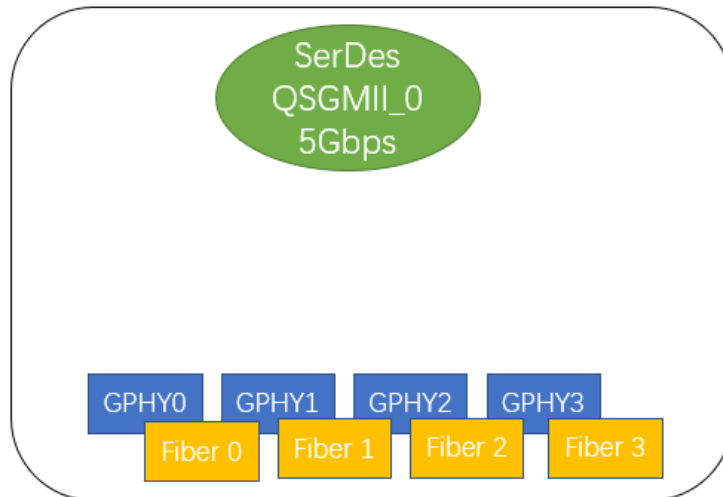 SerDes
QSGMII_0
5Gbps
GPHY0 GPHY1 GPHY2 GPHY3
Fiber 0 Fiber 1 Fiber 2 Fiber 3